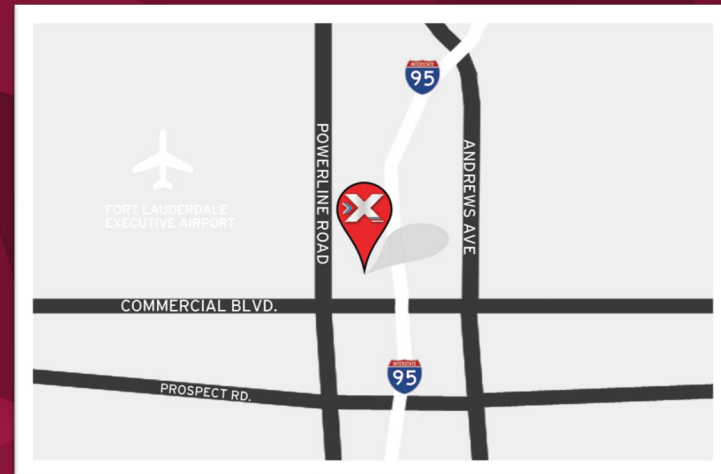 INTERSTATE
95
POWERLINE ROAD
ANDREWS AVE
X
FORT LAUDERDALE
EXECUTIVE AIRPORT
COMMERCIAL BLVD.
INTERSTATE
95
PROSPECT RD.